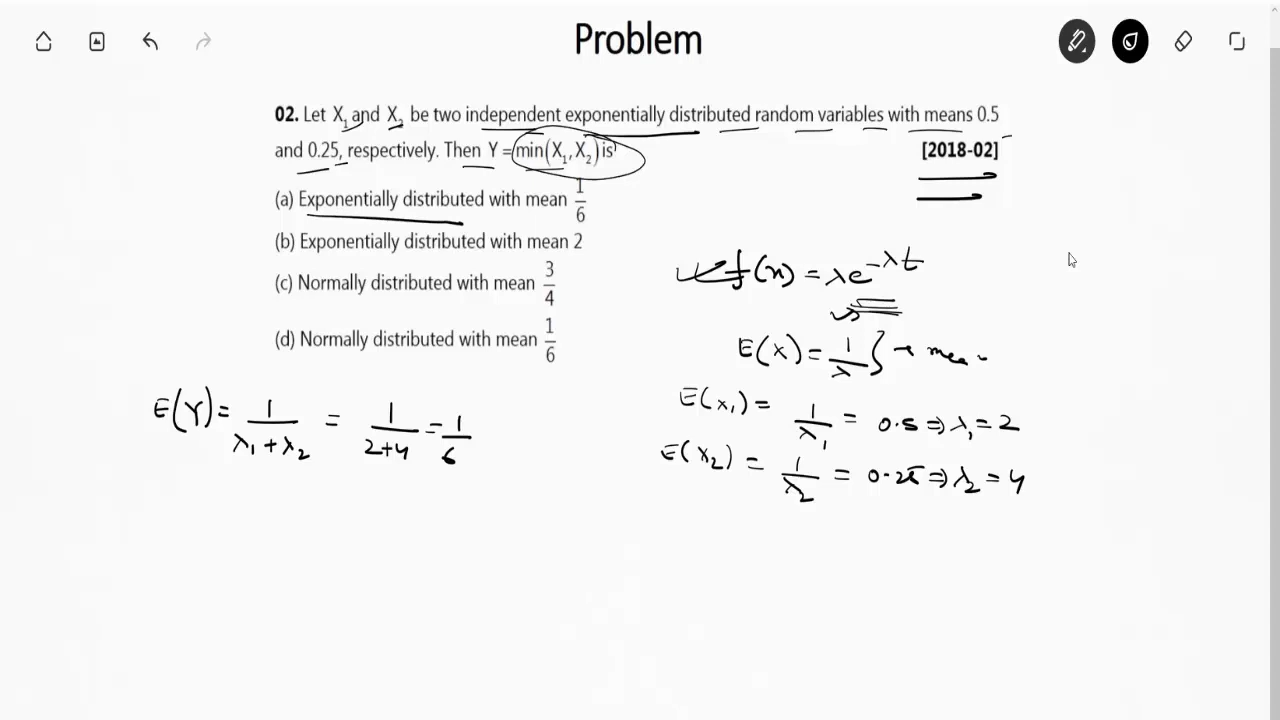 Problem
02. Let X₁ and X₂ be two independent exponentially distributed random variables with means 0.5
and 0.25, respectively. Then Y = min(X₁, X₂) is
[2018-02]
(a) Exponentially distributed with mean 1/6
(b) Exponentially distributed with mean 2
(c) Normally distributed with mean 3/4
(d) Normally distributed with mean 1/6
f(x) = λe^-λt
E(X) = 1/λ } → mean
E(X₁) = 1/λ₁ = 0.5 ⇒ λ₁ = 2
E(X₂) = 1/λ₂ = 0.25 ⇒ λ₂ = 4
E(Y) = 1/(λ₁ + λ₂) = 1/(2+4) = 1/6